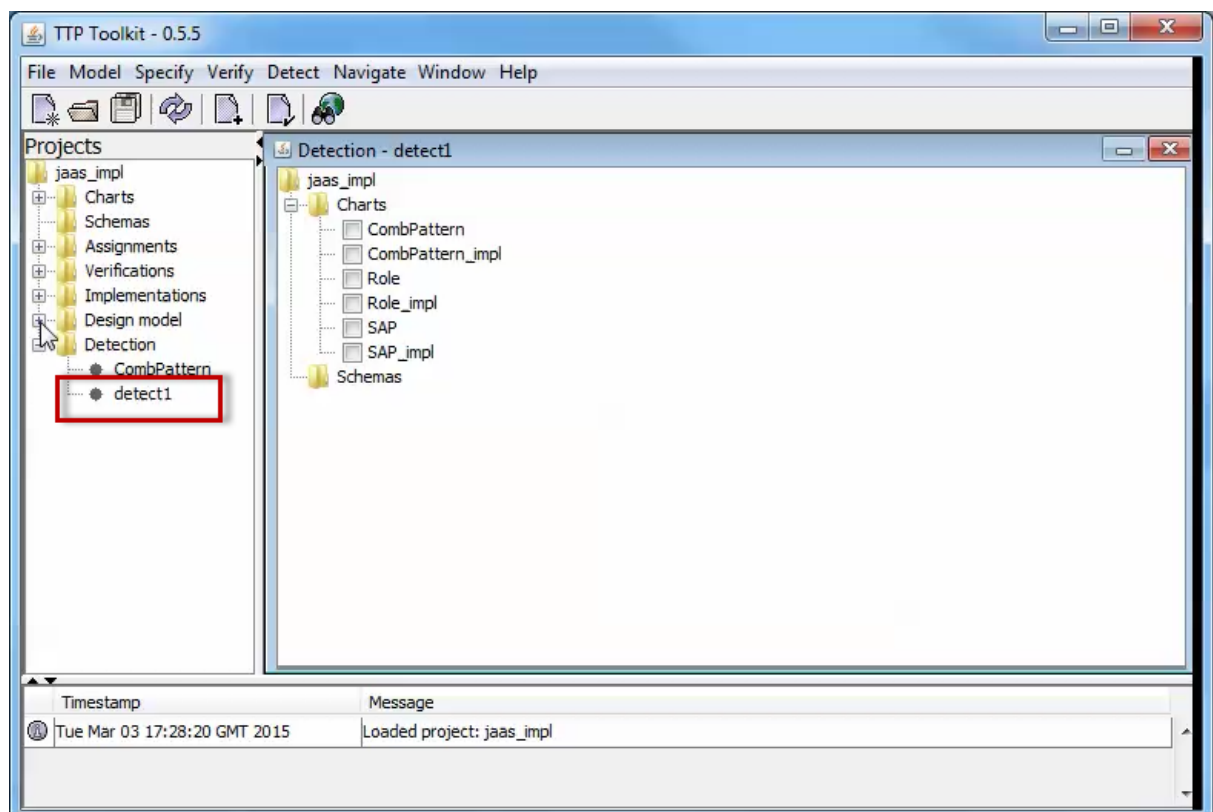 TTP Toolkit - 0.5.5
File Model Specify Verify Detect Navigate Window Help
Projects
jaas_impl
Charts
Schemas
Assignments
Verifications
Implementations
Design model
Detection
CombPattern
detect1
Detection - detect1
jaas_impl
Charts
CombPattern
CombPattern_impl
Role
Role_impl
SAP
SAP_impl
Schemas
Timestamp Message
Tue Mar 03 17:28:20 GMT 2015 Loaded project: jaas_impl